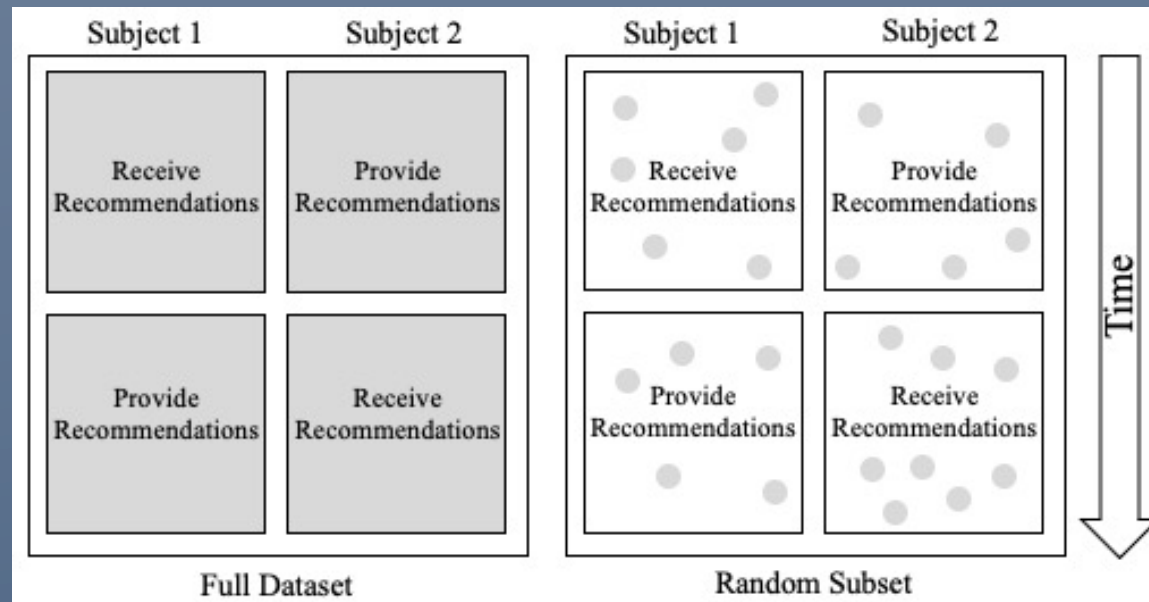 Subject 1
Subject 2
Receive
Recommendations
Provide
Recommendations
Provide
Recommendations
Receive
Recommendations
Full Dataset
Subject 1
Subject 2
Receive
Recommendations
Provide
Recommendations
Provide
Recommendations
Receive
Recommendations
Random Subset
Time